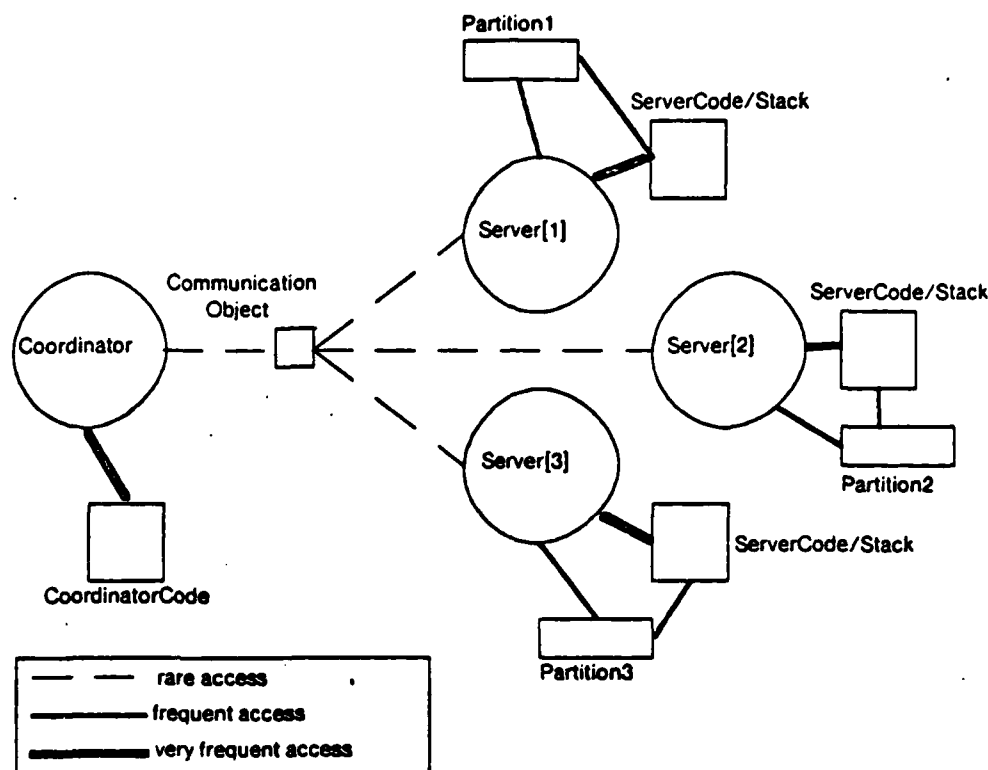 Partition1
ServerCode/Stack
Server[1]
Communication
Object
ServerCode/Stack
Coordinator
Server[2]
Server[3]
Partition2
ServerCode/Stack
CoordinatorCode
Partition3
rare access
frequent access
very frequent access